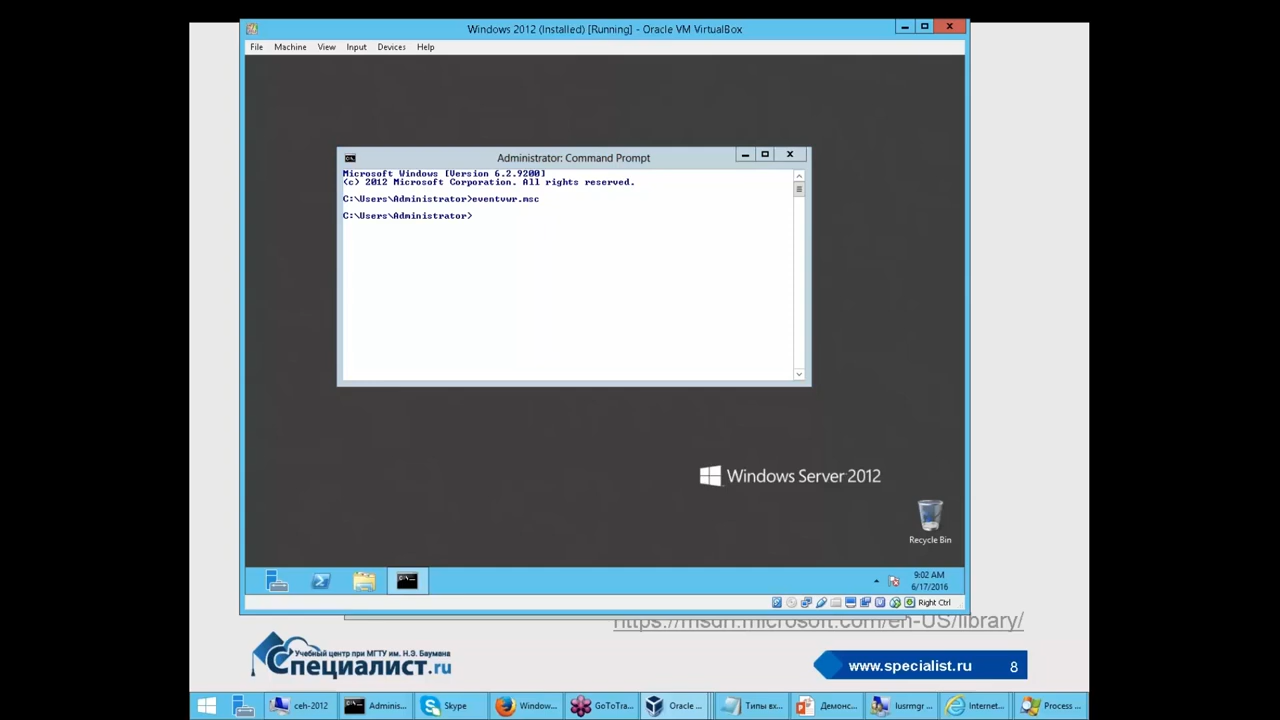 Windows 2012 (Installed) [Running] - Oracle VM VirtualBox
File Machine View Input Devices Help
Administrator: Command Prompt
Microsoft Windows [Version 6.2.9200]
(c) 2012 Microsoft Corporation. All rights reserved.
C:\Users\Administrator>eventvwr.msc
C:\Users\Administrator>
Windows Server 2012
Recycle Bin
9:02 AM
6/17/2016
Right Ctrl
https://msdn.microsoft.com/en-US/library/
Учебный центр при МГТУ им. Н.Э. Баумана
Специалист.ru
www.specialist.ru 8
ceh-2012 Adminis... Skype Window... GoToTra... Oracle ... Типы вх... Демонс... lusrmgr ... Internet... Process ...